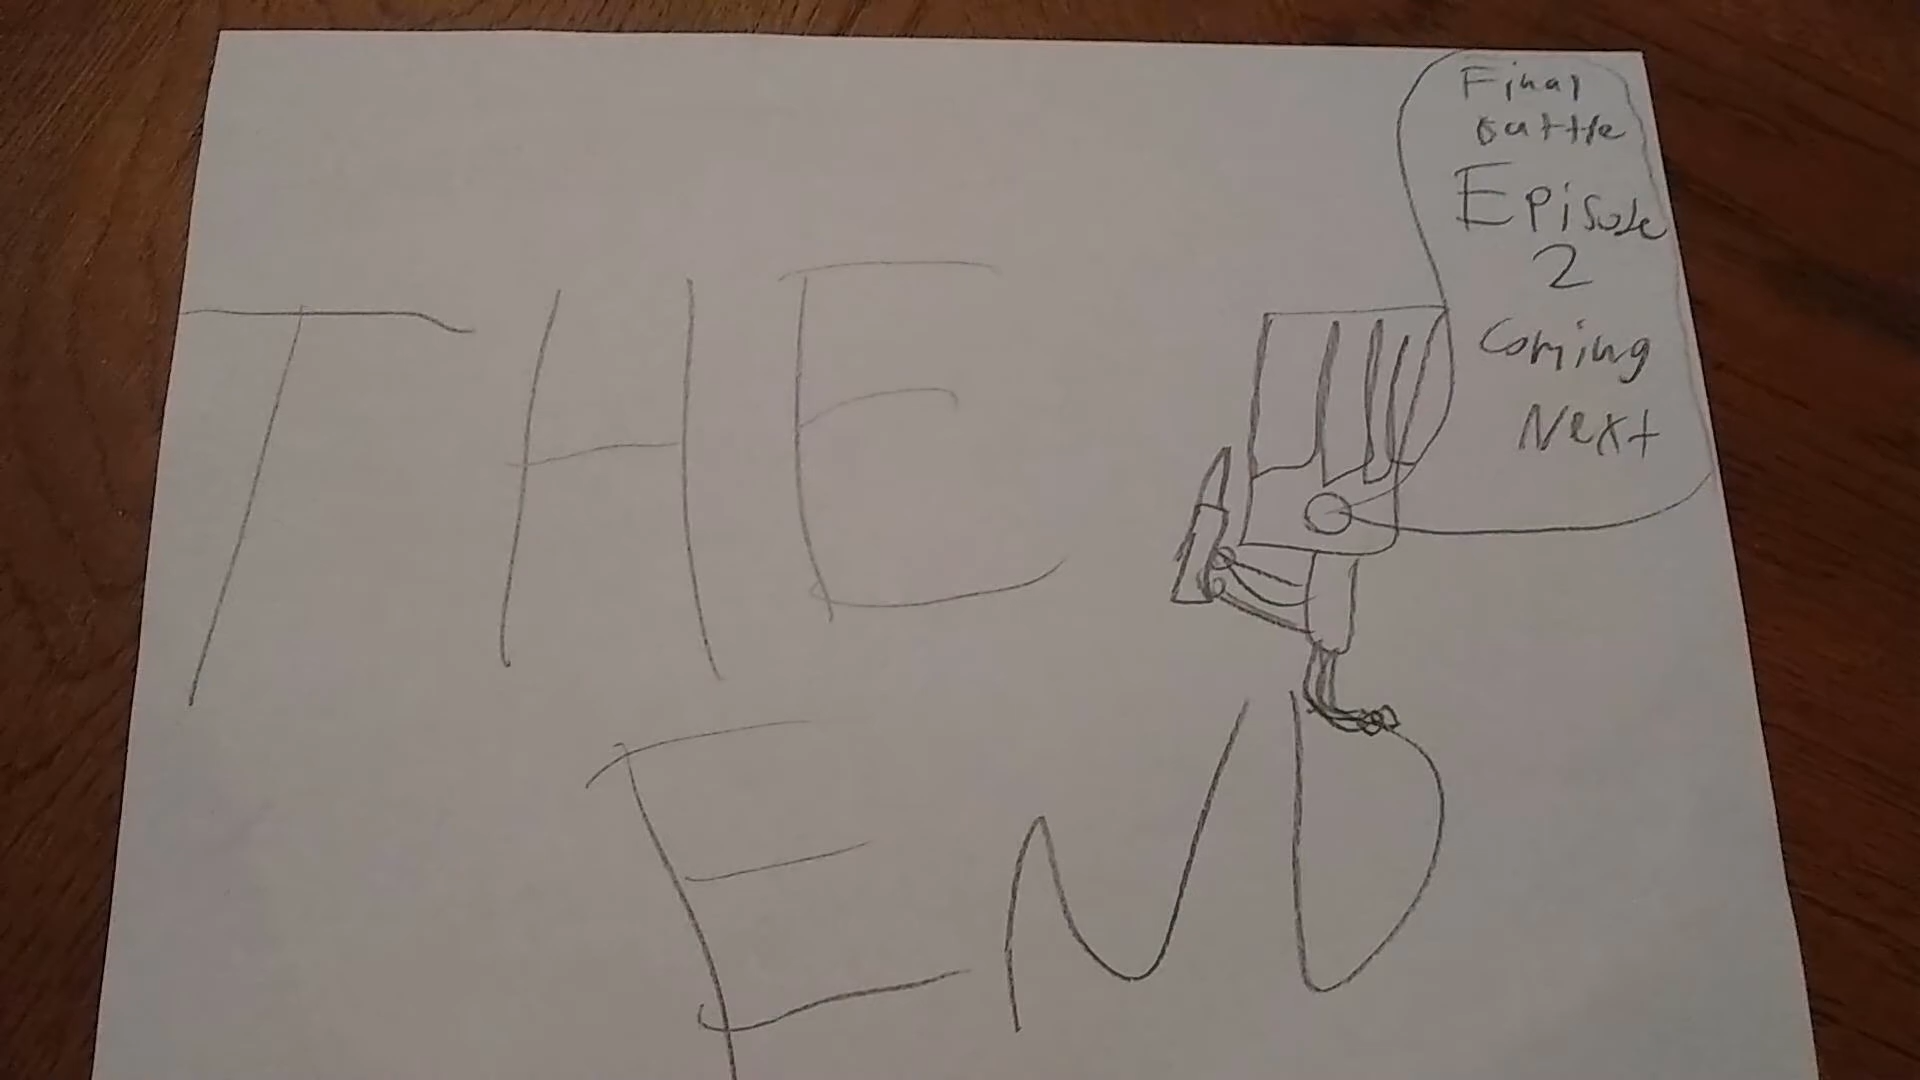 THE
END
Final
battle
Episode
2
Coming
Next